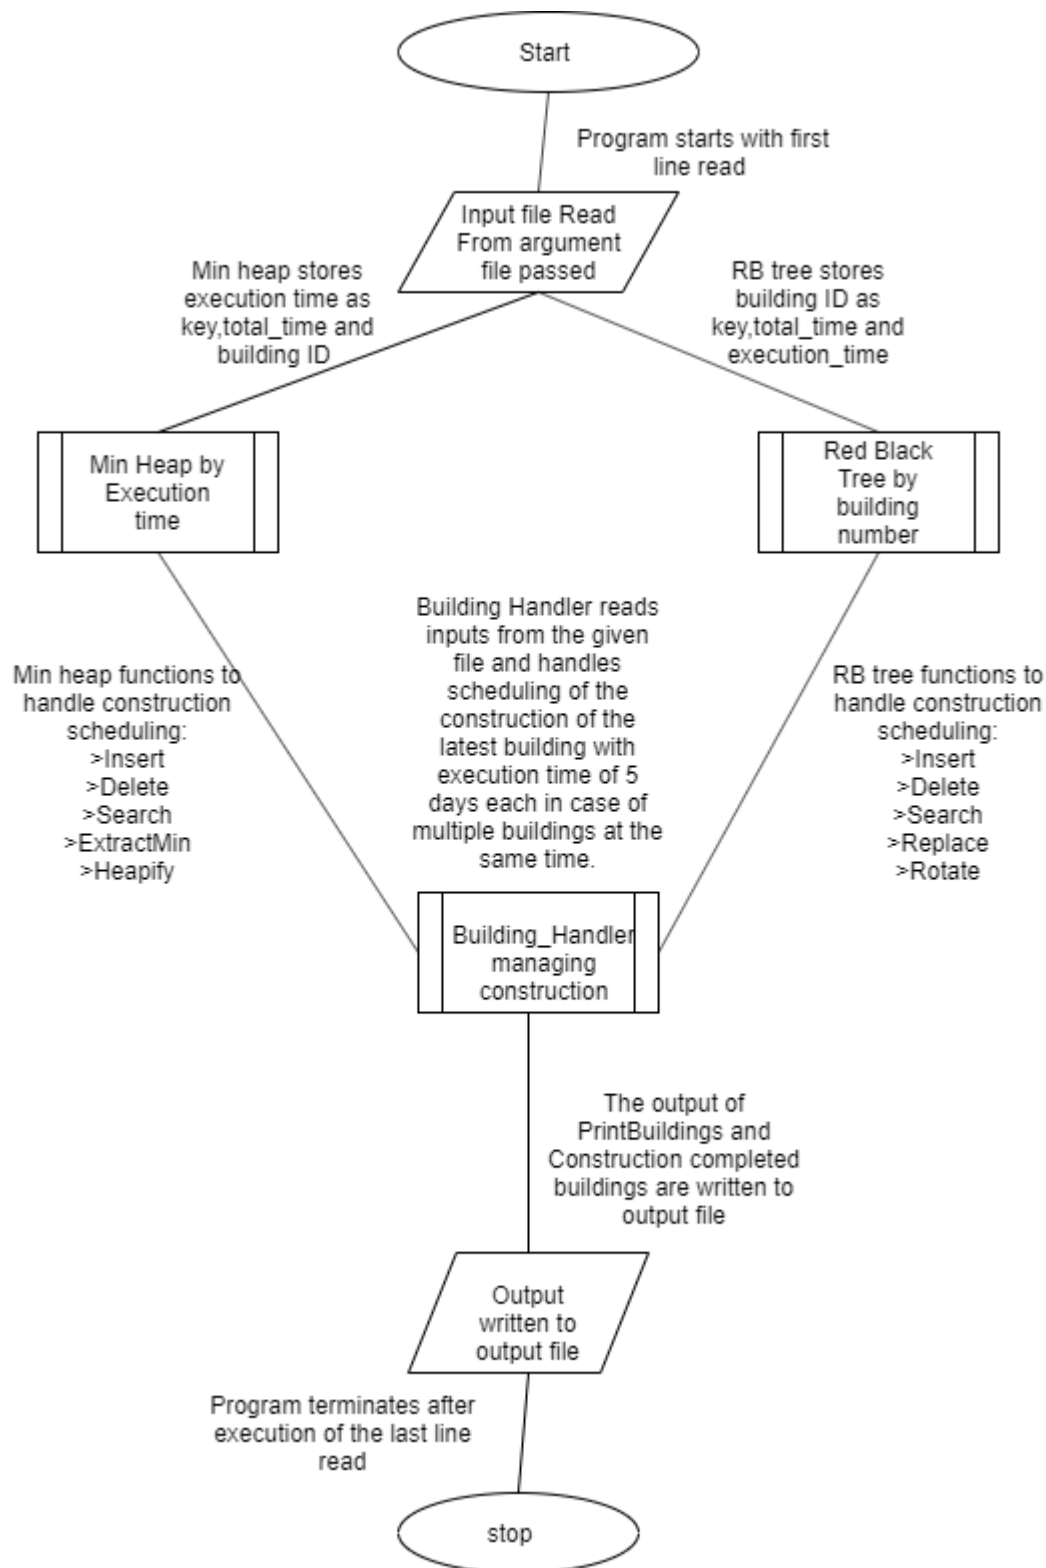 Start
Program starts with first
line read
Input file Read
From argument
file passed
Min heap stores
execution time as
key,total_time and
building ID
RB tree stores
building ID as
key,total_time and
execution_time
Min Heap by
Execution
time
Red Black
Tree by
building
number
Building Handler reads
inputs from the given
file and handles
scheduling of the
construction of the
latest building with
execution time of 5
days each in case of
multiple buildings at the
same time.
Min heap functions to
handle construction
scheduling:
>Insert
>Delete
>Search
>ExtractMin
>Heapify
RB tree functions to
handle construction
scheduling:
>Insert
>Delete
>Search
>Replace
>Rotate
Building_Handler
managing
construction
The output of
PrintBuildings and
Construction completed
buildings are written to
output file
Output
written to
output file
Program terminates after
execution of the last line
read
stop